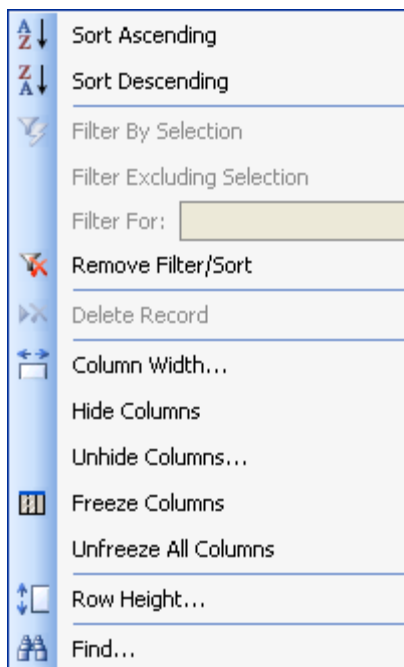 Sort Ascending
Sort Descending
Filter By Selection
Filter Excluding Selection
Filter For:
Remove Filter/Sort
Delete Record
Column Width...
Hide Columns
Unhide Columns...
Freeze Columns
Unfreeze All Columns
Row Height...
Find...